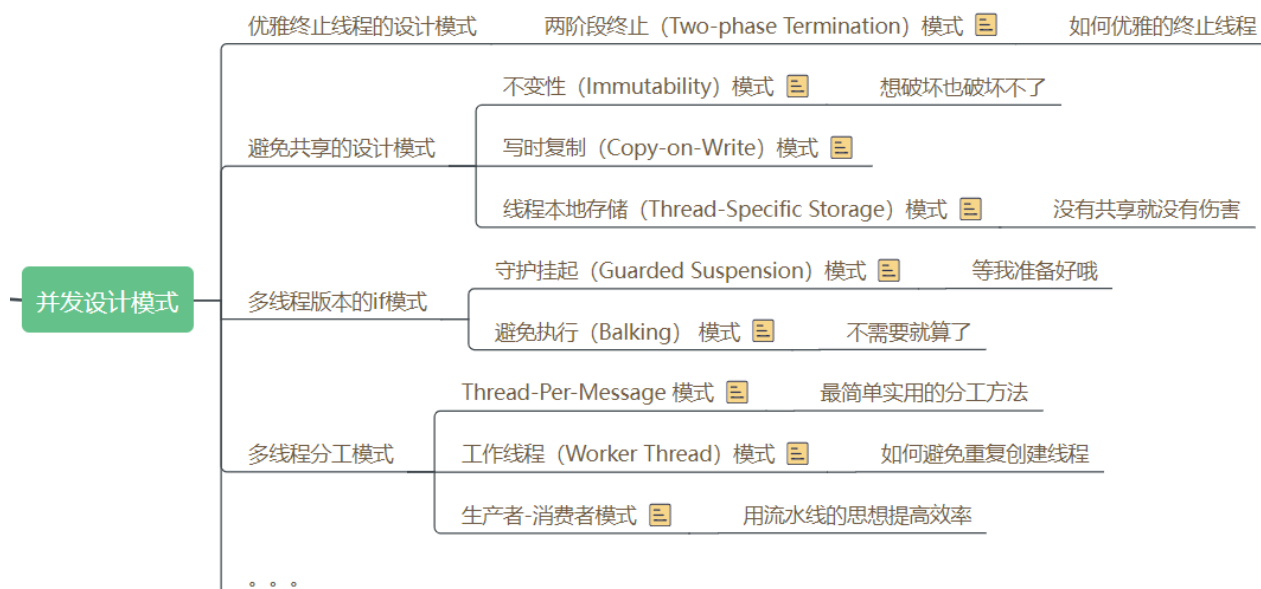 优雅终止线程的设计模式 两阶段终止（Two-phase Termination）模式 如何优雅的终止线程
不变性（Immutability）模式 想破坏也破坏不了
避免共享的设计模式 写时复制（Copy-on-Write）模式
线程本地存储（Thread-Specific Storage）模式 没有共享就没有伤害
守护挂起（Guarded Suspension）模式 等我准备好哦
并发设计模式 多线程版本的if模式
避免执行（Balking） 模式 不需要就算了
Thread-Per-Message 模式 最简单实用的分工方法
多线程分工模式 工作线程（Worker Thread）模式 如何避免重复创建线程
生产者-消费者模式 用流水线的思想提高效率
。。。